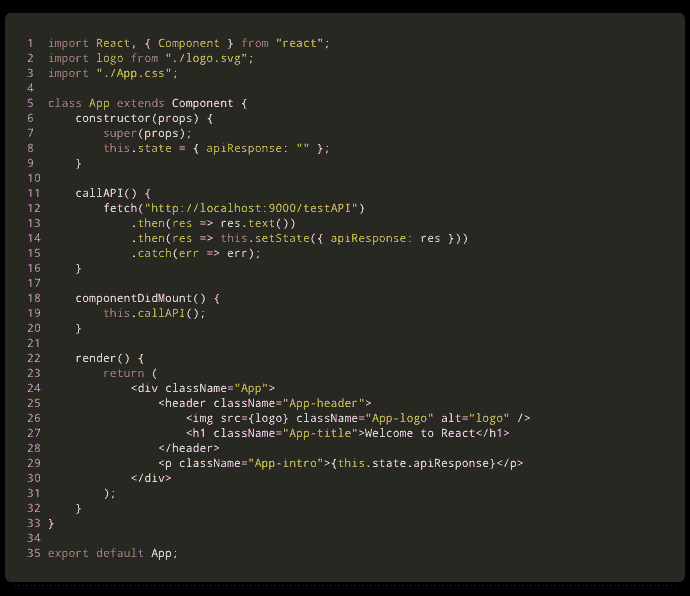 1 import React, { Component } from "react";
2 import logo from "./logo.svg";
3 import "./App.css";
4
5 class App extends Component {
6     constructor(props) {
7         super(props);
8         this.state = { apiResponse: "" };
9     }
10
11     callAPI() {
12         fetch("http://localhost:9000/testAPI")
13             .then(res => res.text())
14             .then(res => this.setState({ apiResponse: res }))
15             .catch(err => err);
16     }
17
18     componentDidMount() {
19         this.callAPI();
20     }
21
22     render() {
23         return (
24             <div className="App">
25                 <header className="App-header">
26                     <img src={logo} className="App-logo" alt="logo" />
27                     <h1 className="App-title">Welcome to React</h1>
28                 </header>
29                 <p className="App-intro">{this.state.apiResponse}</p>
30             </div>
31         );
32     }
33 }
34
35 export default App;